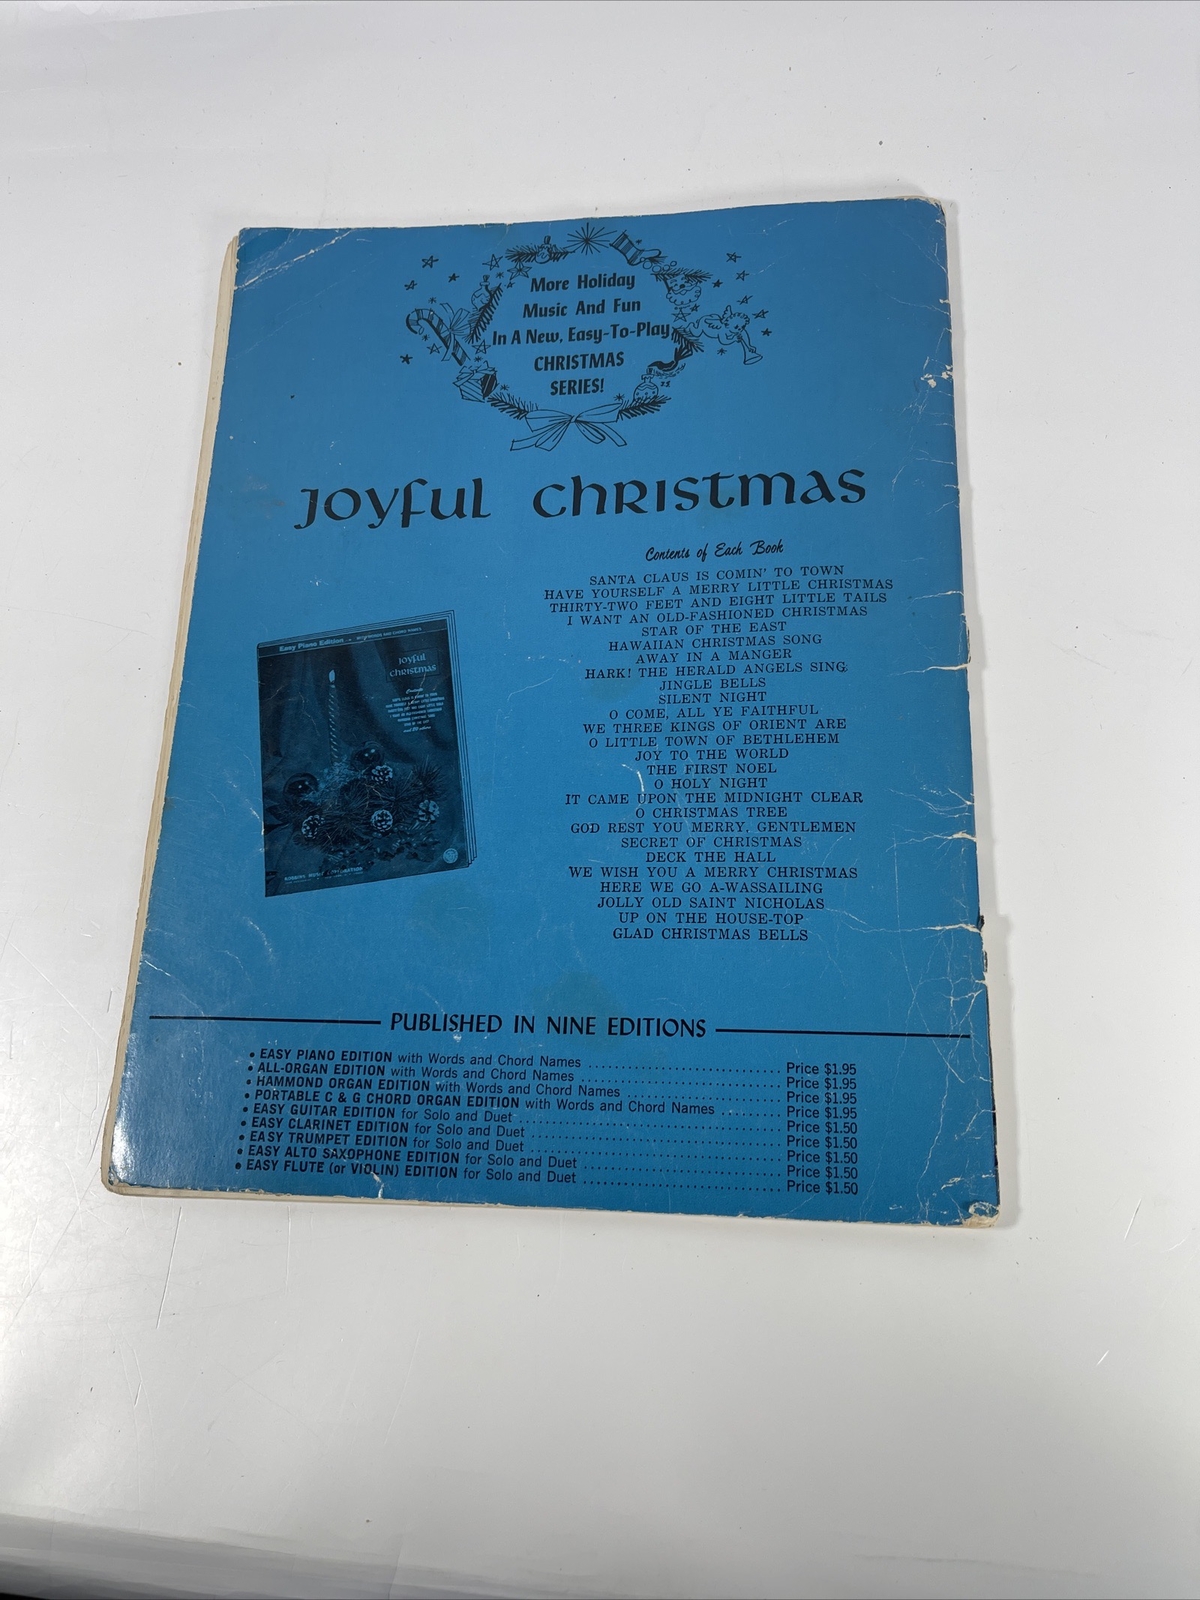 More Holiday
Music And Fun
In A New, Easy-To-Play
CHRISTMAS
SERIES!
Joyful Christmas
Contents of Each Book
SANTA CLAUS IS COMIN' TO TOWN
HAVE YOURSELF A MERRY LITTLE CHRISTMAS
THIRTY-TWO FEET AND EIGHT LITTLE TAILS
I WANT AN OLD-FASHIONED CHRISTMAS
STAR OF THE EAST
HAWAIIAN CHRISTMAS SONG
AWAY IN A MANGER
HARK! THE HERALD ANGELS SING
JINGLE BELLS
SILENT NIGHT
O COME, ALL YE FAITHFUL
WE THREE KINGS OF ORIENT ARE
O LITTLE TOWN OF BETHLEHEM
JOY TO THE WORLD
THE FIRST NOEL
O HOLY NIGHT
IT CAME UPON THE MIDNIGHT CLEAR
O CHRISTMAS TREE
GOD REST YOU MERRY, GENTLEMEN
SECRET OF CHRISTMAS
DECK THE HALL
WE WISH YOU A MERRY CHRISTMAS
HERE WE GO A-WASSAILING
JOLLY OLD SAINT NICHOLAS
UP ON THE HOUSE-TOP
GLAD CHRISTMAS BELLS
Easy Piano Edition
Joyful
Christmas
Contents
PUBLISHED IN NINE EDITIONS
• EASY PIANO EDITION with Words and Chord Names ........ Price $1.95
• ALL-ORGAN EDITION with Words and Chord Names ........ Price $1.95
• HAMMOND ORGAN EDITION with Words and Chord Names ........ Price $1.95
• PORTABLE C & G CHORD ORGAN EDITION with Words and Chord Names ........ Price $1.95
• EASY GUITAR EDITION for Solo and Duet ........ Price $1.50
• EASY CLARINET EDITION for Solo and Duet ........ Price $1.50
• EASY TRUMPET EDITION for Solo and Duet ........ Price $1.50
• EASY ALTO SAXOPHONE EDITION for Solo and Duet ........ Price $1.50
• EASY FLUTE (or VIOLIN) EDITION for Solo and Duet ........ Price $1.50